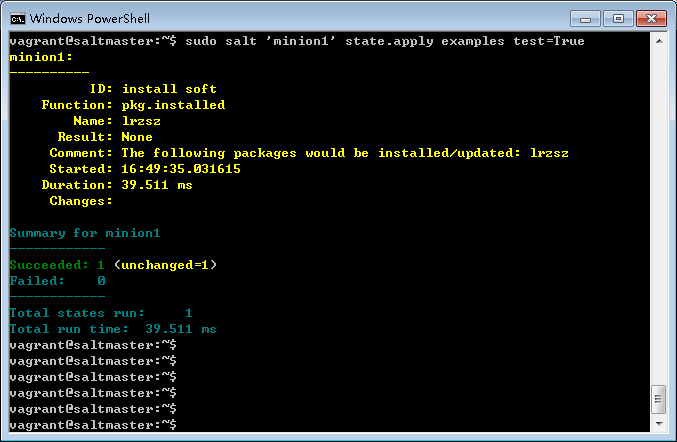 Windows PowerShell
vagrant@saltmaster:~$ sudo salt 'minion1' state.apply examples test=True
minion1:
----------
          ID: install soft
    Function: pkg.installed
        Name: lrzsz
      Result: None
     Comment: The following packages would be installed/updated: lrzsz
     Started: 16:49:35.031615
    Duration: 39.511 ms
     Changes:

Summary for minion1
------------
Succeeded: 1 (unchanged=1)
Failed:    0
------------
Total states run:     1
Total run time:  39.511 ms
vagrant@saltmaster:~$
vagrant@saltmaster:~$
vagrant@saltmaster:~$
vagrant@saltmaster:~$
vagrant@saltmaster:~$
vagrant@saltmaster:~$